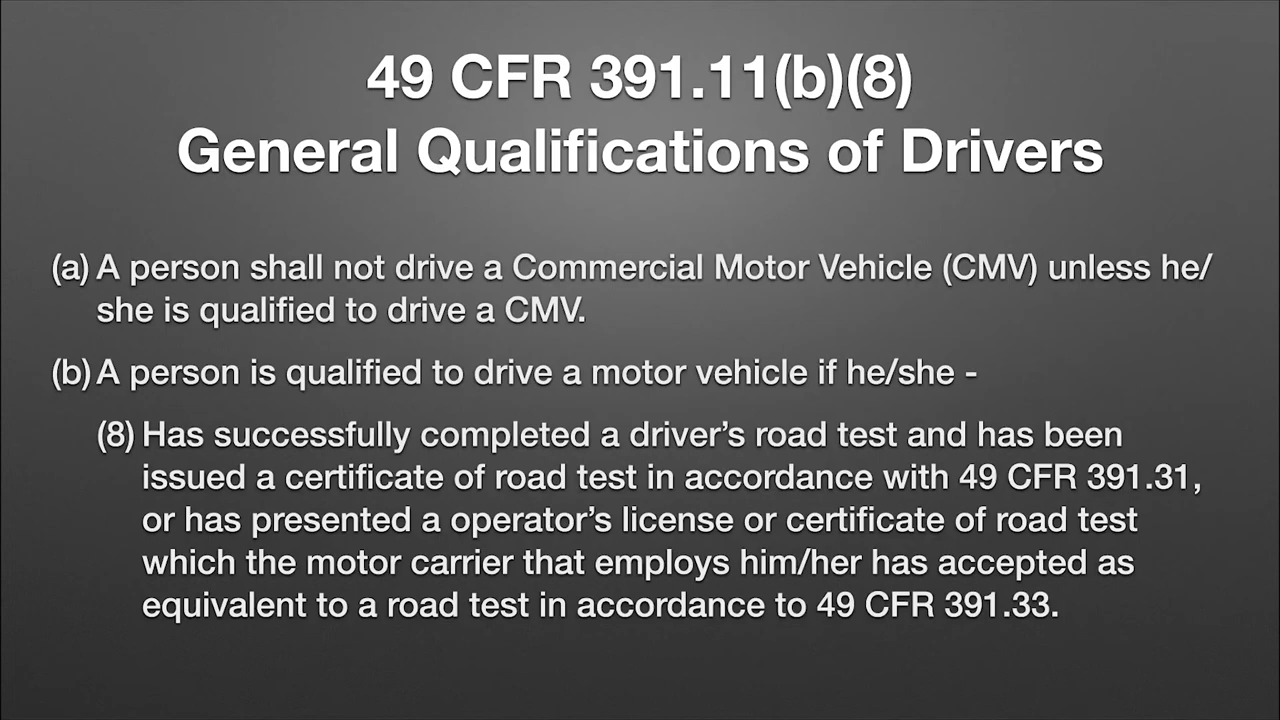 49 CFR 391.11(b)(8)
General Qualifications of Drivers
(a) A person shall not drive a Commercial Motor Vehicle (CMV) unless he/
she is qualified to drive a CMV.
(b) A person is qualified to drive a motor vehicle if he/she -
(8) Has successfully completed a driver’s road test and has been
issued a certificate of road test in accordance with 49 CFR 391.31,
or has presented a operator’s license or certificate of road test
which the motor carrier that employs him/her has accepted as
equivalent to a road test in accordance to 49 CFR 391.33.